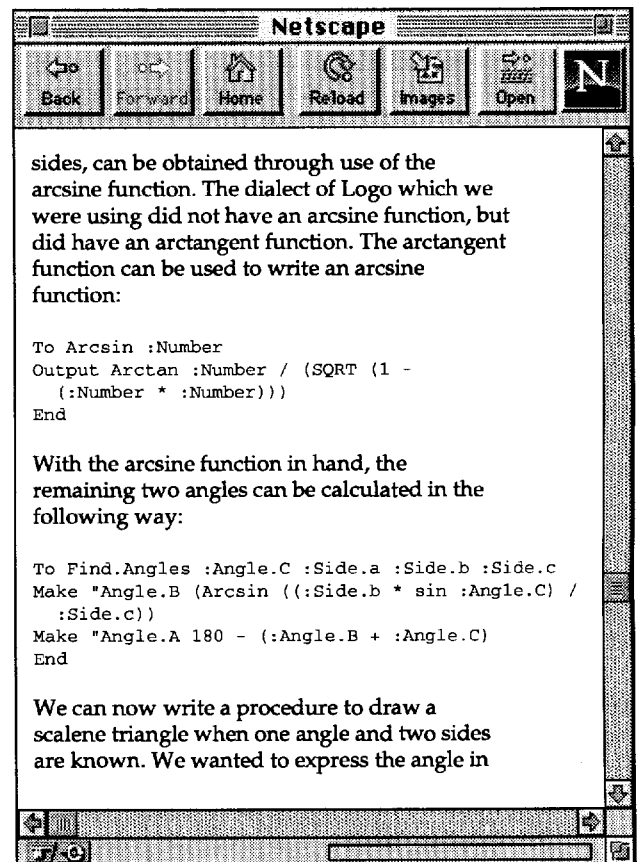 Netscape
Back Forward Home Reload Images Open N
sides, can be obtained through use of the
arcsine function. The dialect of Logo which we
were using did not have an arcsine function, but
did have an arctangent function. The arctangent
function can be used to write an arcsine
function:
To Arcsin :Number
Output Arctan :Number / (SQRT (1 -
(:Number * :Number)))
End
With the arcsine function in hand, the
remaining two angles can be calculated in the
following way:
To Find.Angles :Angle.C :Side.a :Side.b :Side.c
Make "Angle.B (Arcsin ((:Side.b * sin :Angle.C) /
:Side.c))
Make "Angle.A 180 - (:Angle.B + :Angle.C)
End
We can now write a procedure to draw a
scalene triangle when one angle and two sides
are known. We wanted to express the angle in